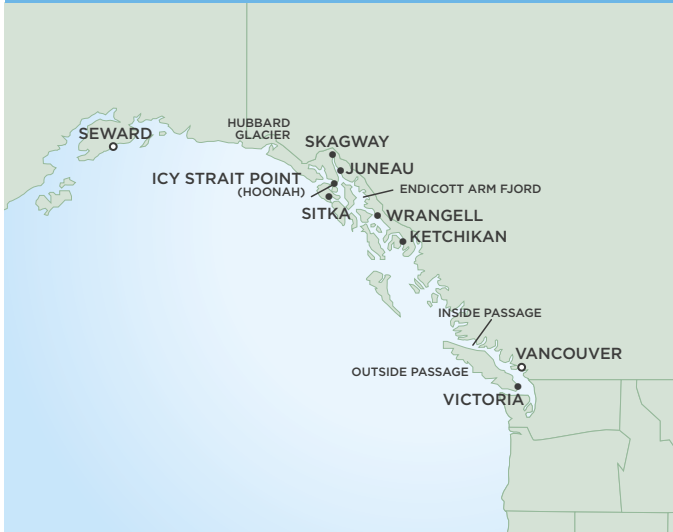 HUBBARD
GLACIER
SEWARD
SKAGWAY
JUNEAU
ICY STRAIT POINT
(HOONAH)
ENDICOTT ARM FJORD
SITKA
WRANGELL
KETCHIKAN
INSIDE PASSAGE
VANCOUVER
OUTSIDE PASSAGE
VICTORIA